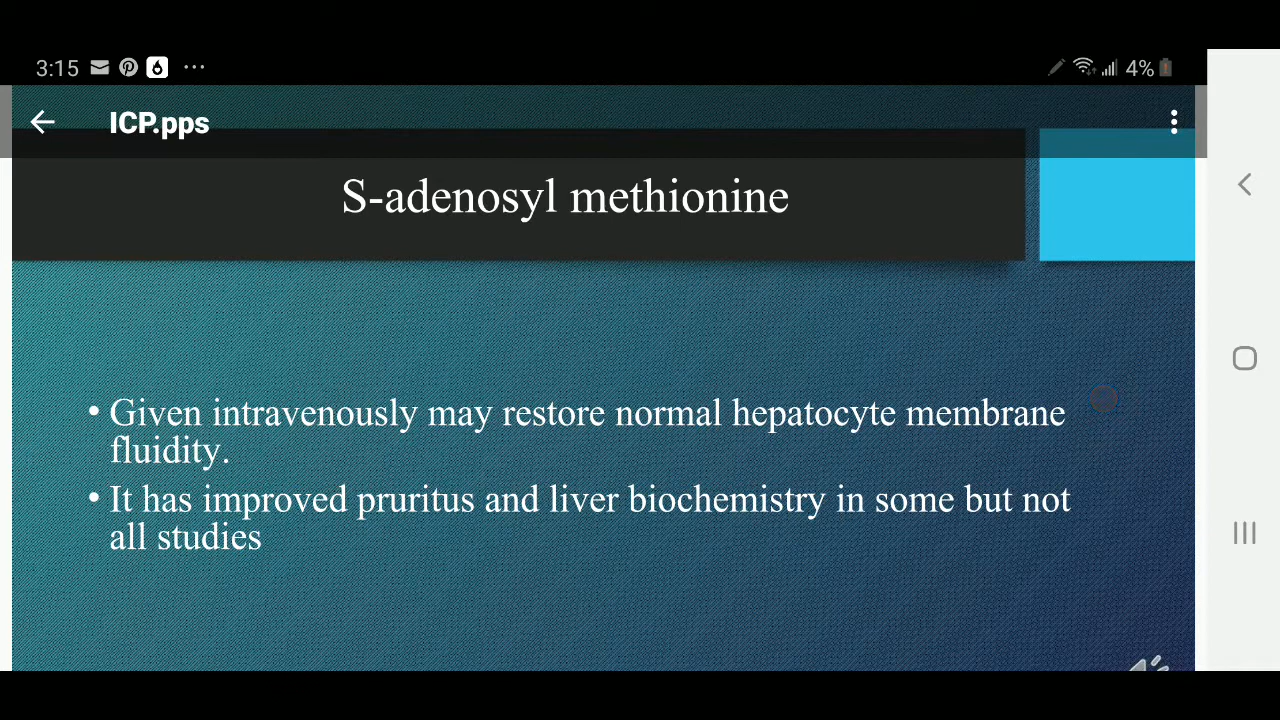 3:15
4%
ICP.pps
S-adenosyl methionine
• Given intravenously may restore normal hepatocyte membrane
fluidity.
• It has improved pruritus and liver biochemistry in some but not
all studies